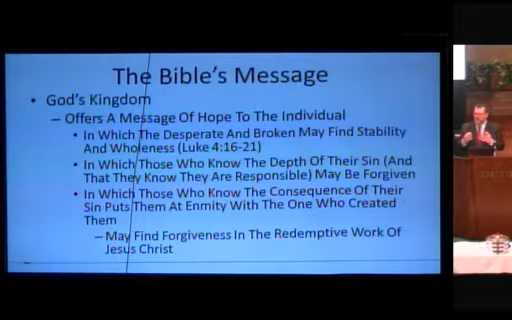 The Bible's Message
• God's Kingdom
– Offers A Message Of Hope To The Individual
• In Which The Desperate And Broken May Find Stability
And Wholeness (Luke 4:16-21)
• In Which Those Who Know The Depth Of Their Sin (And
That They Know They Are Responsible) May Be Forgiven
• In Which Those Who Know The Consequence Of Their
Sin Puts Them At Enmity With The One Who Created
Them
– May Find Forgiveness In The Redemptive Work Of
Jesus Christ